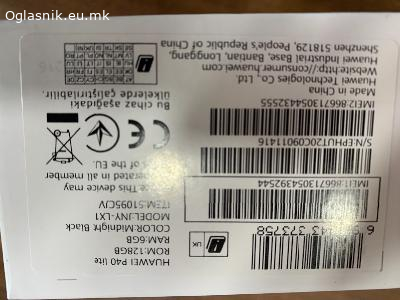 Oglasnik.eu.mk
HUAWEI P40 lite
ROM:128GB
RAM:6GB
COLOR:Midnight Black
MODEL:JNY-LX1
ITEM:51095CJV
This device may
operated in all member
of the EU.
Bu cihaz aşağıdaki
ülkelerde çalıştırılabilir.
UK
IMEI1:866713054392544
S/N:EPHUT20C09011416
IMEI2:866713054432555
Made in China
Huawei Technologies Co., Ltd.
Website:http://consumer.huawei.com
Huawei Base, Bantian, Longgang,
Shenzhen 518129, People's Republic of China